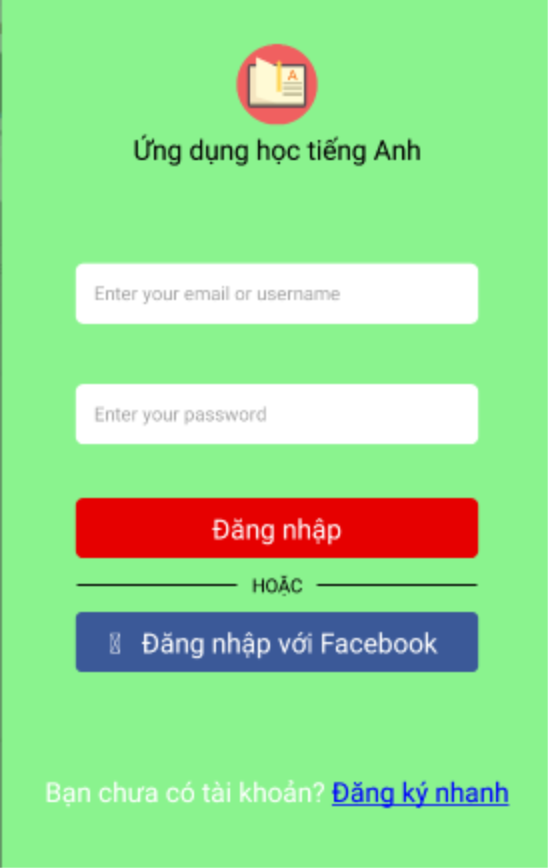 A
Ứng dụng học tiếng Anh
Enter your email or username
Enter your password
Đăng nhập
HOẶC
Đăng nhập với Facebook
Bạn chưa có tài khoản? Đăng ký nhanh